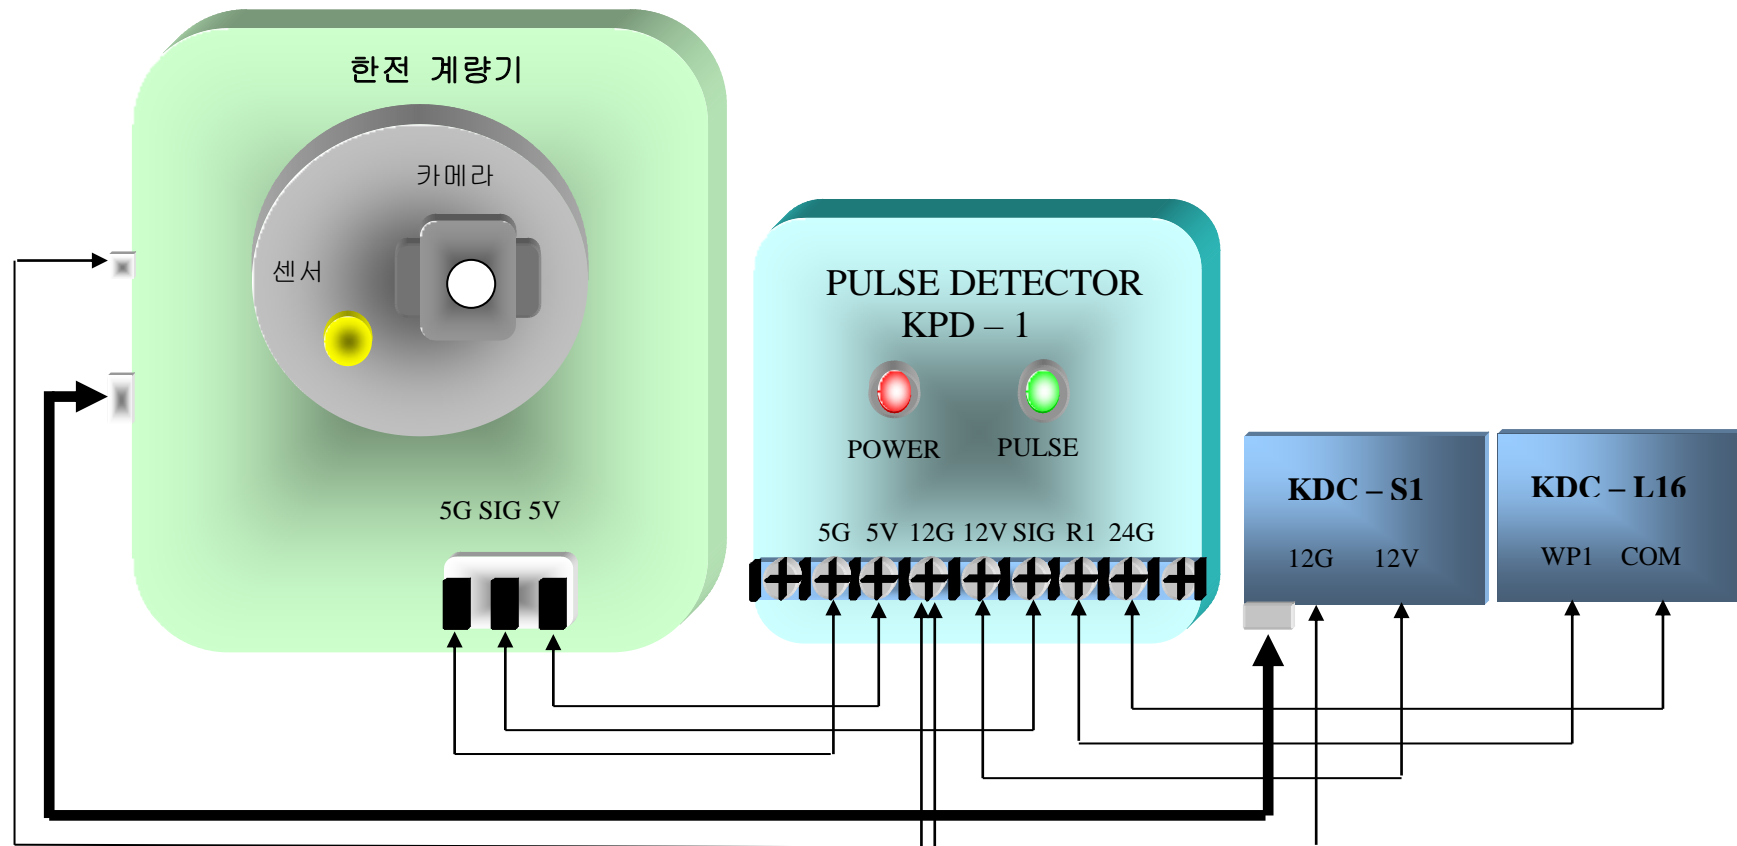 한전 계량기
카메라
센서
5G SIG 5V
PULSE DETECTOR
KPD – 1
POWER PULSE
5G 5V 12G 12V SIG R1 24G
KDC – S1
12G 12V
KDC – L16
WP1 COM